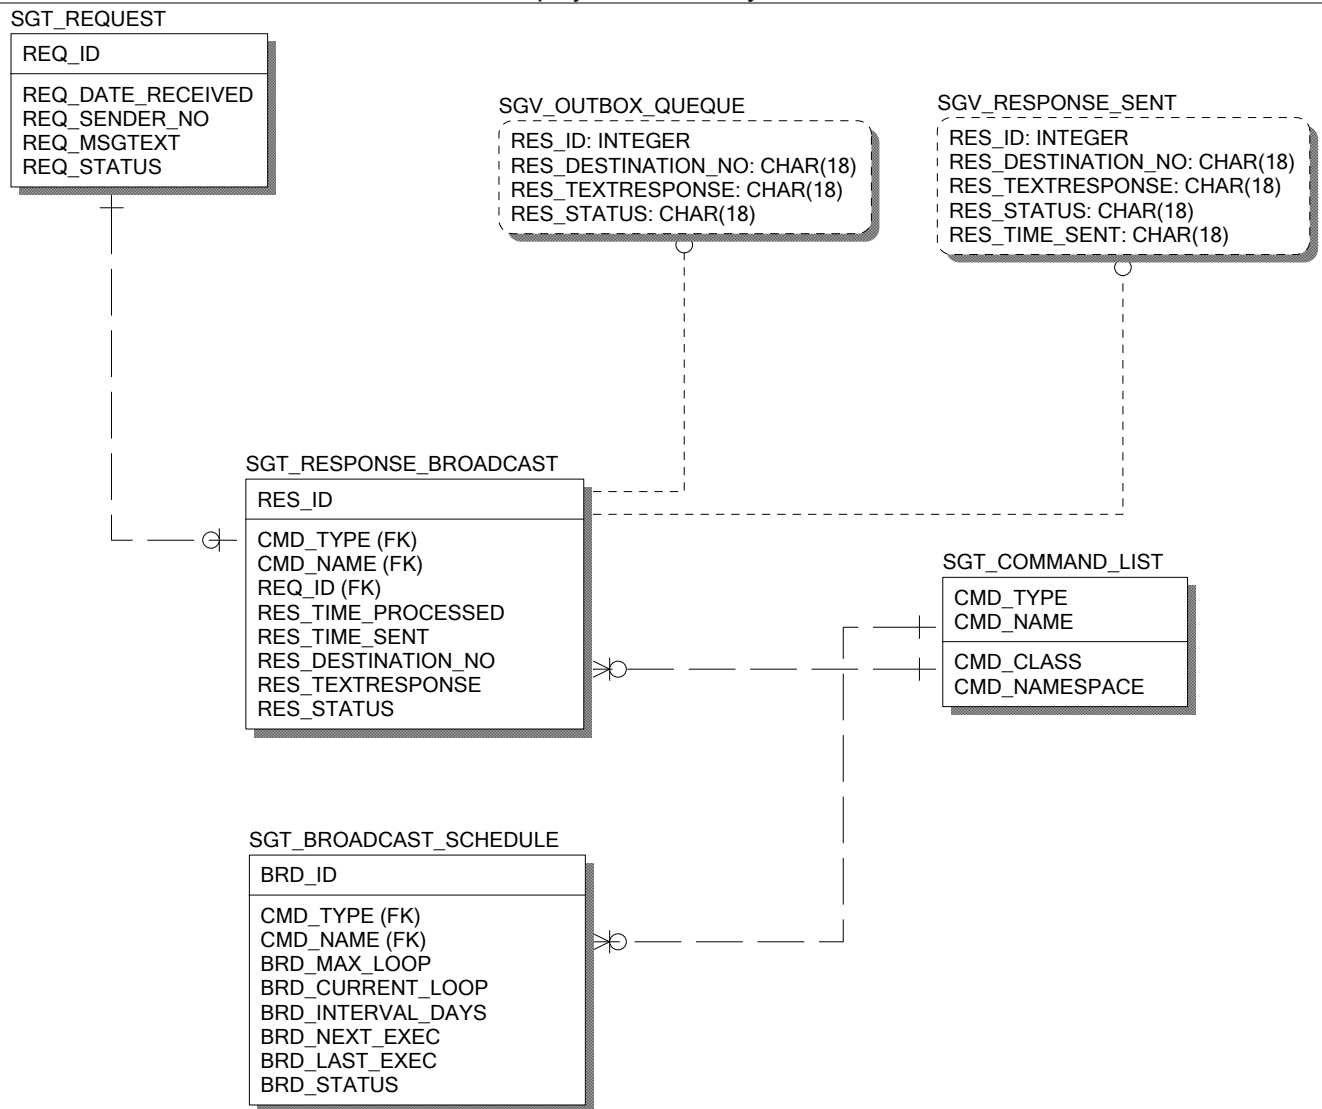 SGT_REQUEST
REQ_ID
REQ_DATE_RECEIVED
REQ_SENDER_NO
REQ_MSGTEXT
REQ_STATUS
SGV_OUTBOX_QUEQUE
RES_ID: INTEGER
RES_DESTINATION_NO: CHAR(18)
RES_TEXTRESPONSE: CHAR(18)
RES_STATUS: CHAR(18)
SGV_RESPONSE_SENT
RES_ID: INTEGER
RES_DESTINATION_NO: CHAR(18)
RES_TEXTRESPONSE: CHAR(18)
RES_STATUS: CHAR(18)
RES_TIME_SENT: CHAR(18)
SGT_RESPONSE_BROADCAST
RES_ID
CMD_TYPE (FK)
CMD_NAME (FK)
REQ_ID (FK)
RES_TIME_PROCESSED
RES_TIME_SENT
RES_DESTINATION_NO
RES_TEXTRESPONSE
RES_STATUS
SGT_COMMAND_LIST
CMD_TYPE
CMD_NAME
CMD_CLASS
CMD_NAMESPACE
SGT_BROADCAST_SCHEDULE
BRD_ID
CMD_TYPE (FK)
CMD_NAME (FK)
BRD_MAX_LOOP
BRD_CURRENT_LOOP
BRD_INTERVAL_DAYS
BRD_NEXT_EXEC
BRD_LAST_EXEC
BRD_STATUS